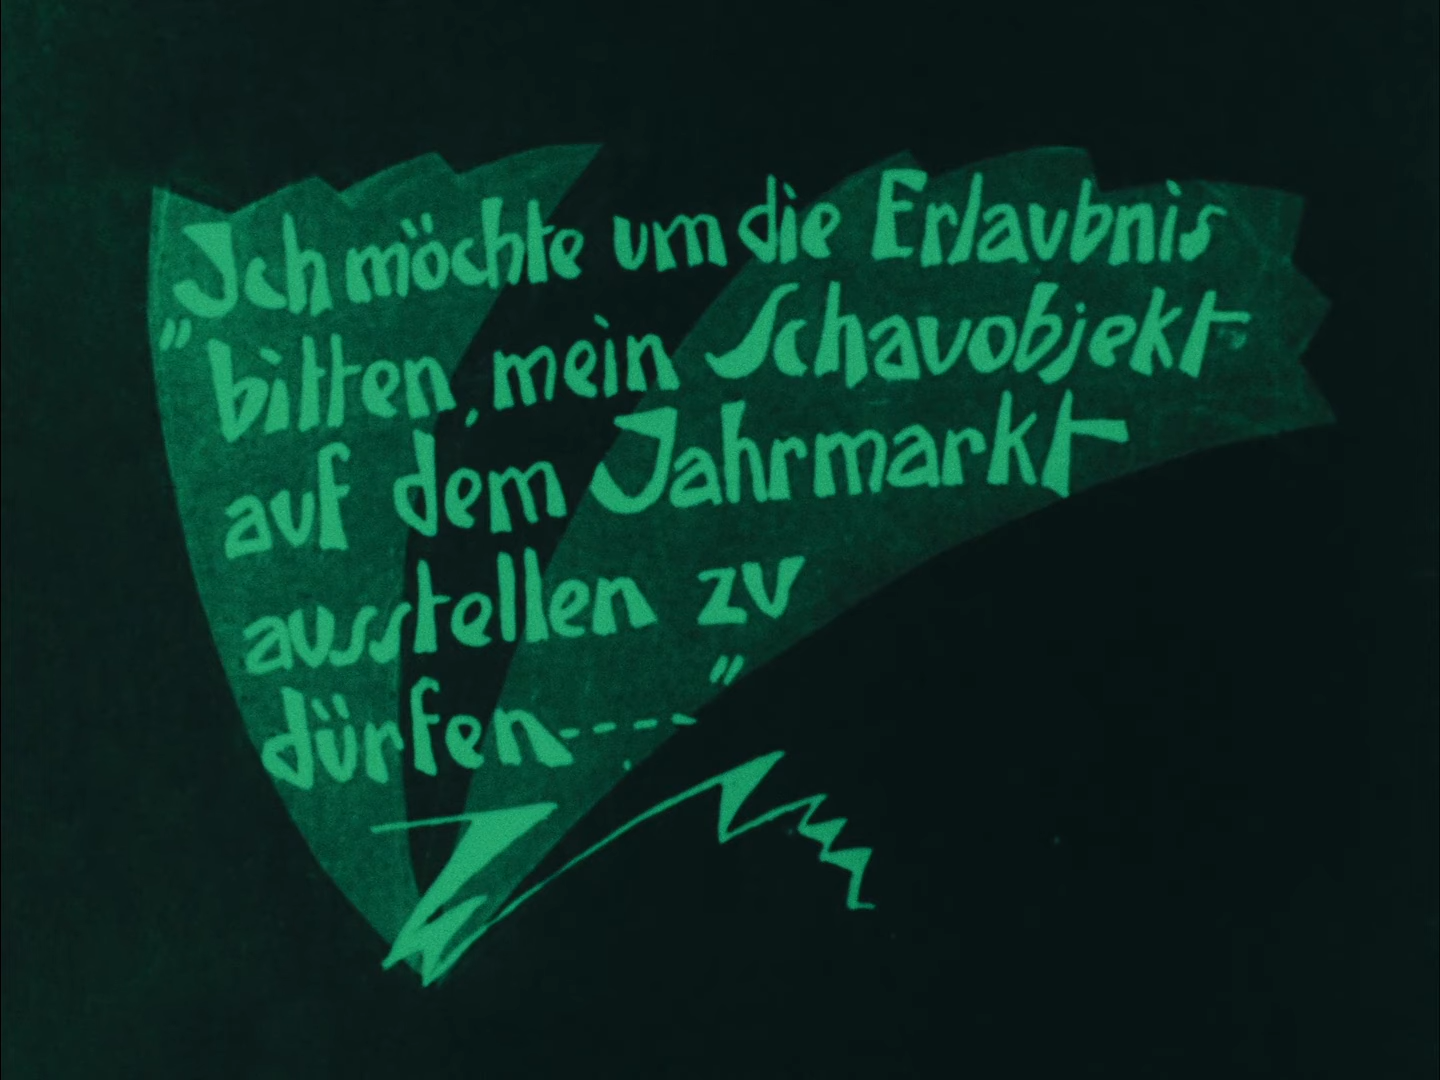 „Ich möchte um die Erlaubnis
bitten, mein Schauobjekt
auf dem Jahrmarkt
ausstellen zu
dürfen----"